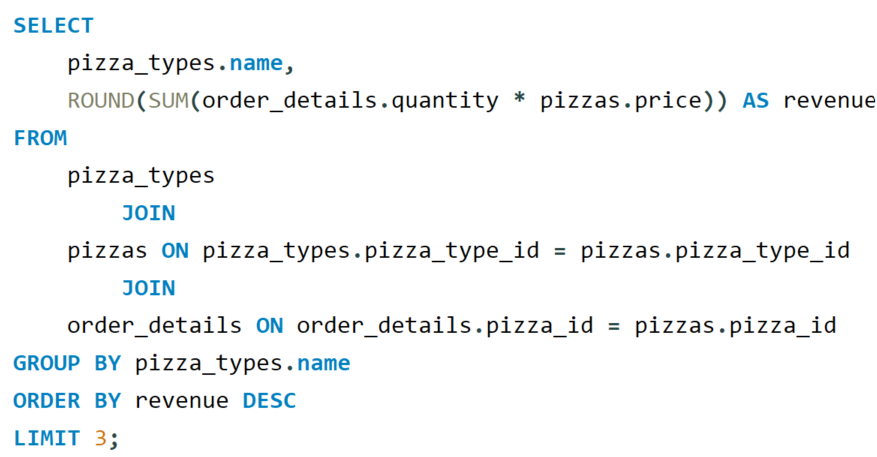 SELECT
    pizza_types.name,
    ROUND(SUM(order_details.quantity * pizzas.price)) AS revenue
FROM
    pizza_types
        JOIN
    pizzas ON pizza_types.pizza_type_id = pizzas.pizza_type_id
        JOIN
    order_details ON order_details.pizza_id = pizzas.pizza_id
GROUP BY pizza_types.name
ORDER BY revenue DESC
LIMIT 3;